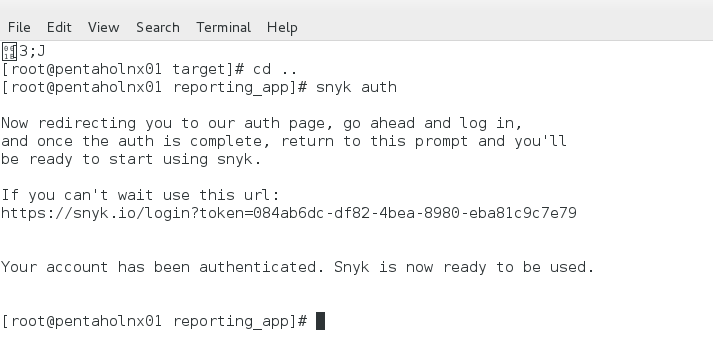 File Edit View Search Terminal Help
3;J
[root@pentaholnx01 target]# cd ..
[root@pentaholnx01 reporting_app]# snyk auth
Now redirecting you to our auth page, go ahead and log in,
and once the auth is complete, return to this prompt and you'll
be ready to start using snyk.
If you can't wait use this url:
https://snyk.io/login?token=084ab6dc-df82-4bea-8980-eba81c9c7e79
Your account has been authenticated. Snyk is now ready to be used.
[root@pentaholnx01 reporting_app]#